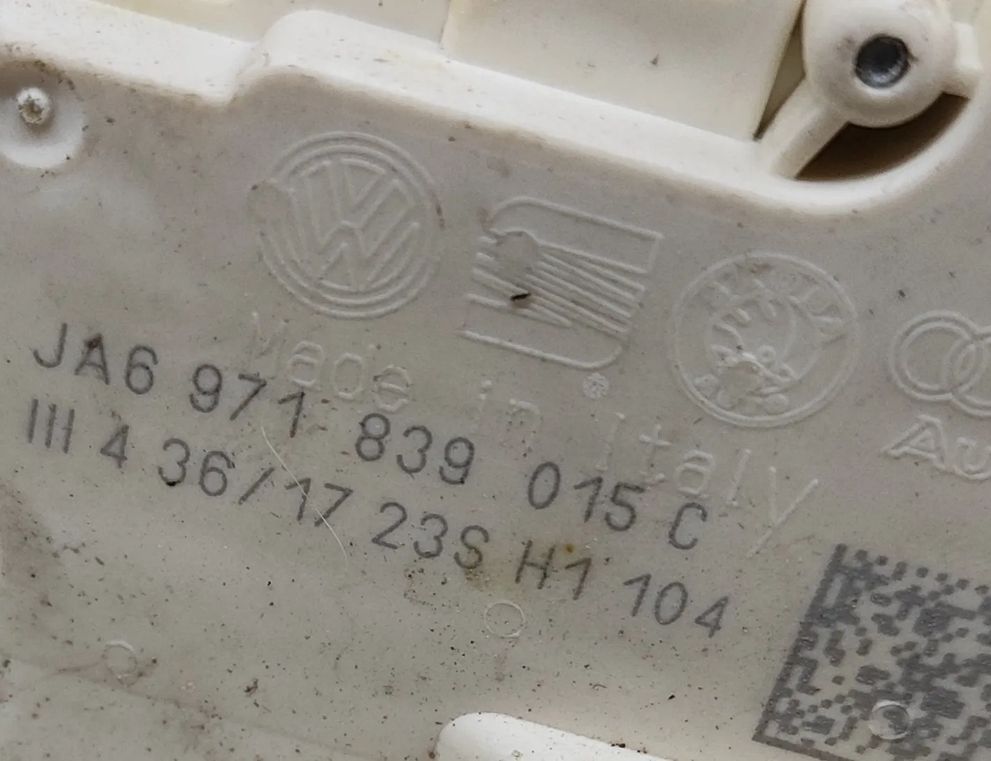 Made in Italy
JA6 971 839 015 C
III 4 36/17 23S H1 104
Au